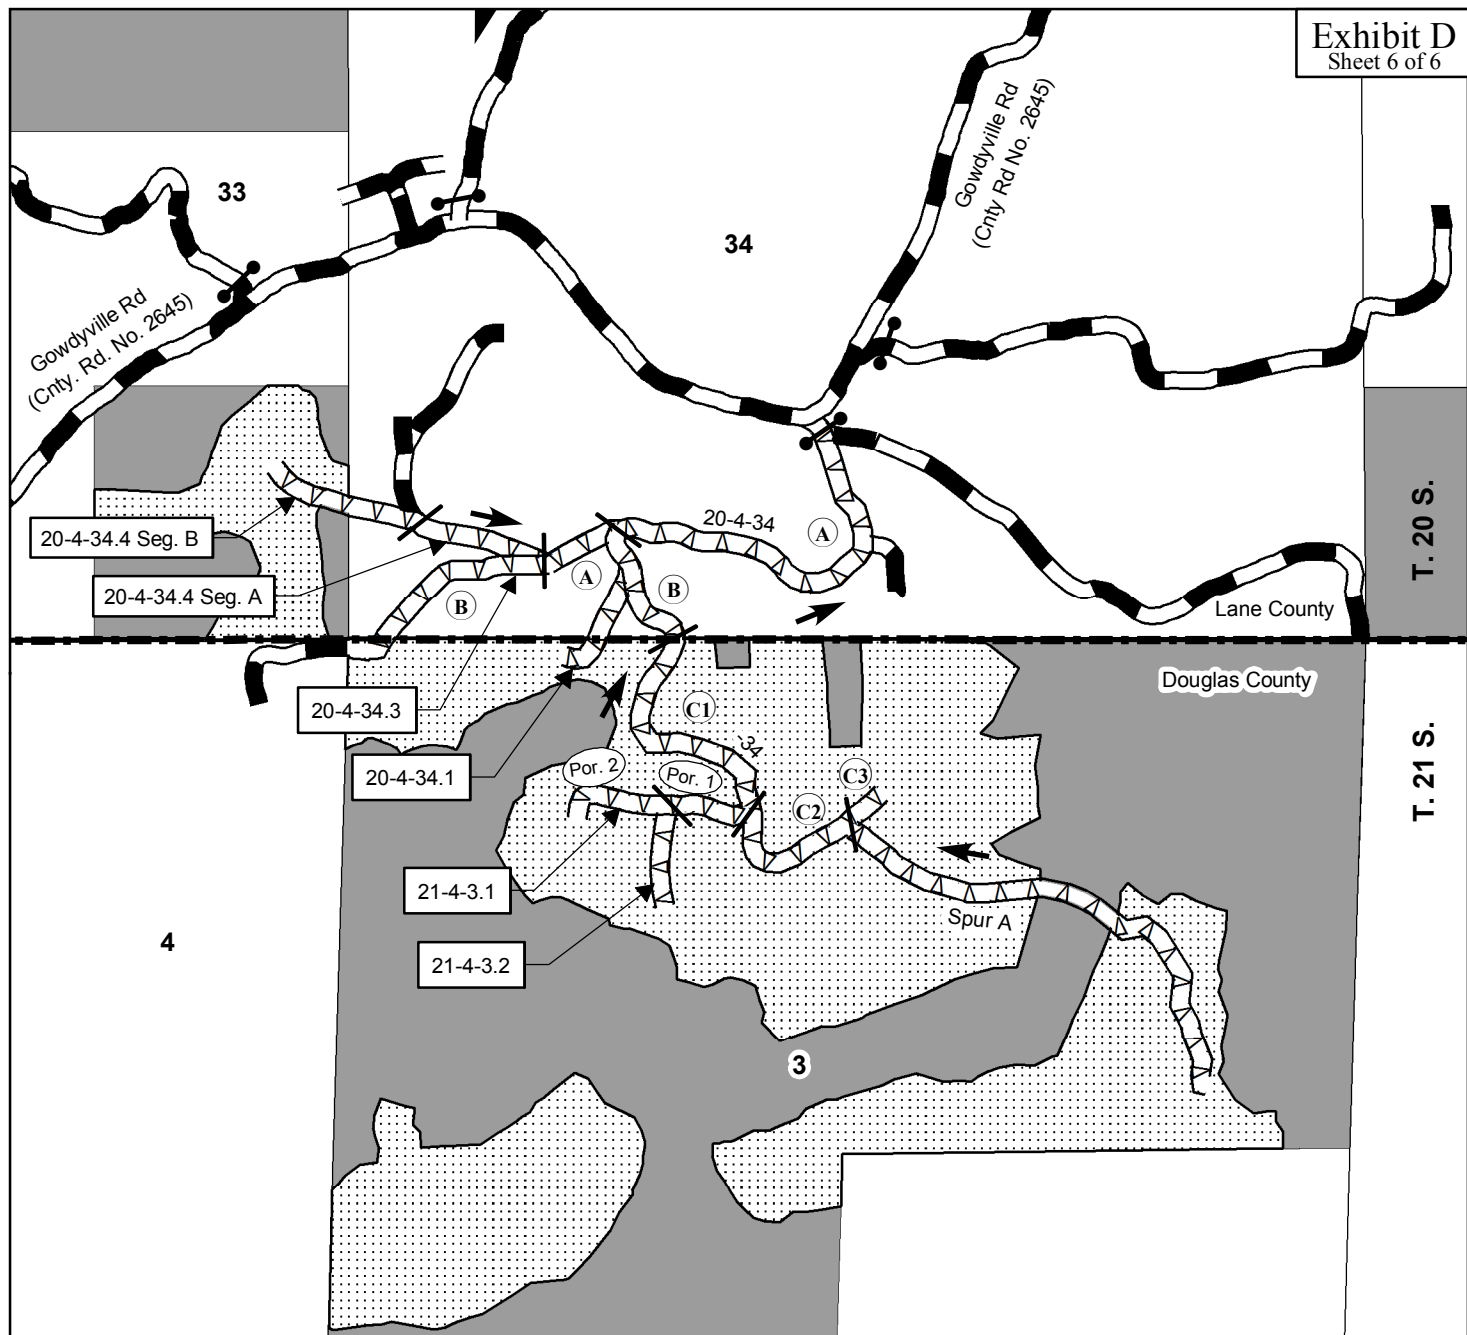 Exhibit D
Sheet 6 of 6
33
34
Gowdyville Rd
(Cnty Rd No. 2645)
Gowdyville Rd
(Cnty. Rd. No. 2645)
20-4-34.4 Seg. B
20-4-34.4 Seg. A
20-4-34
A
A
B
B
Lane County
T. 20 S.
Douglas County
20-4-34.3
20-4-34.1
C1
-34
Por. 2
Por. 1
C3
C2
T. 21 S.
21-4-3.1
21-4-3.2
Spur A
4
3